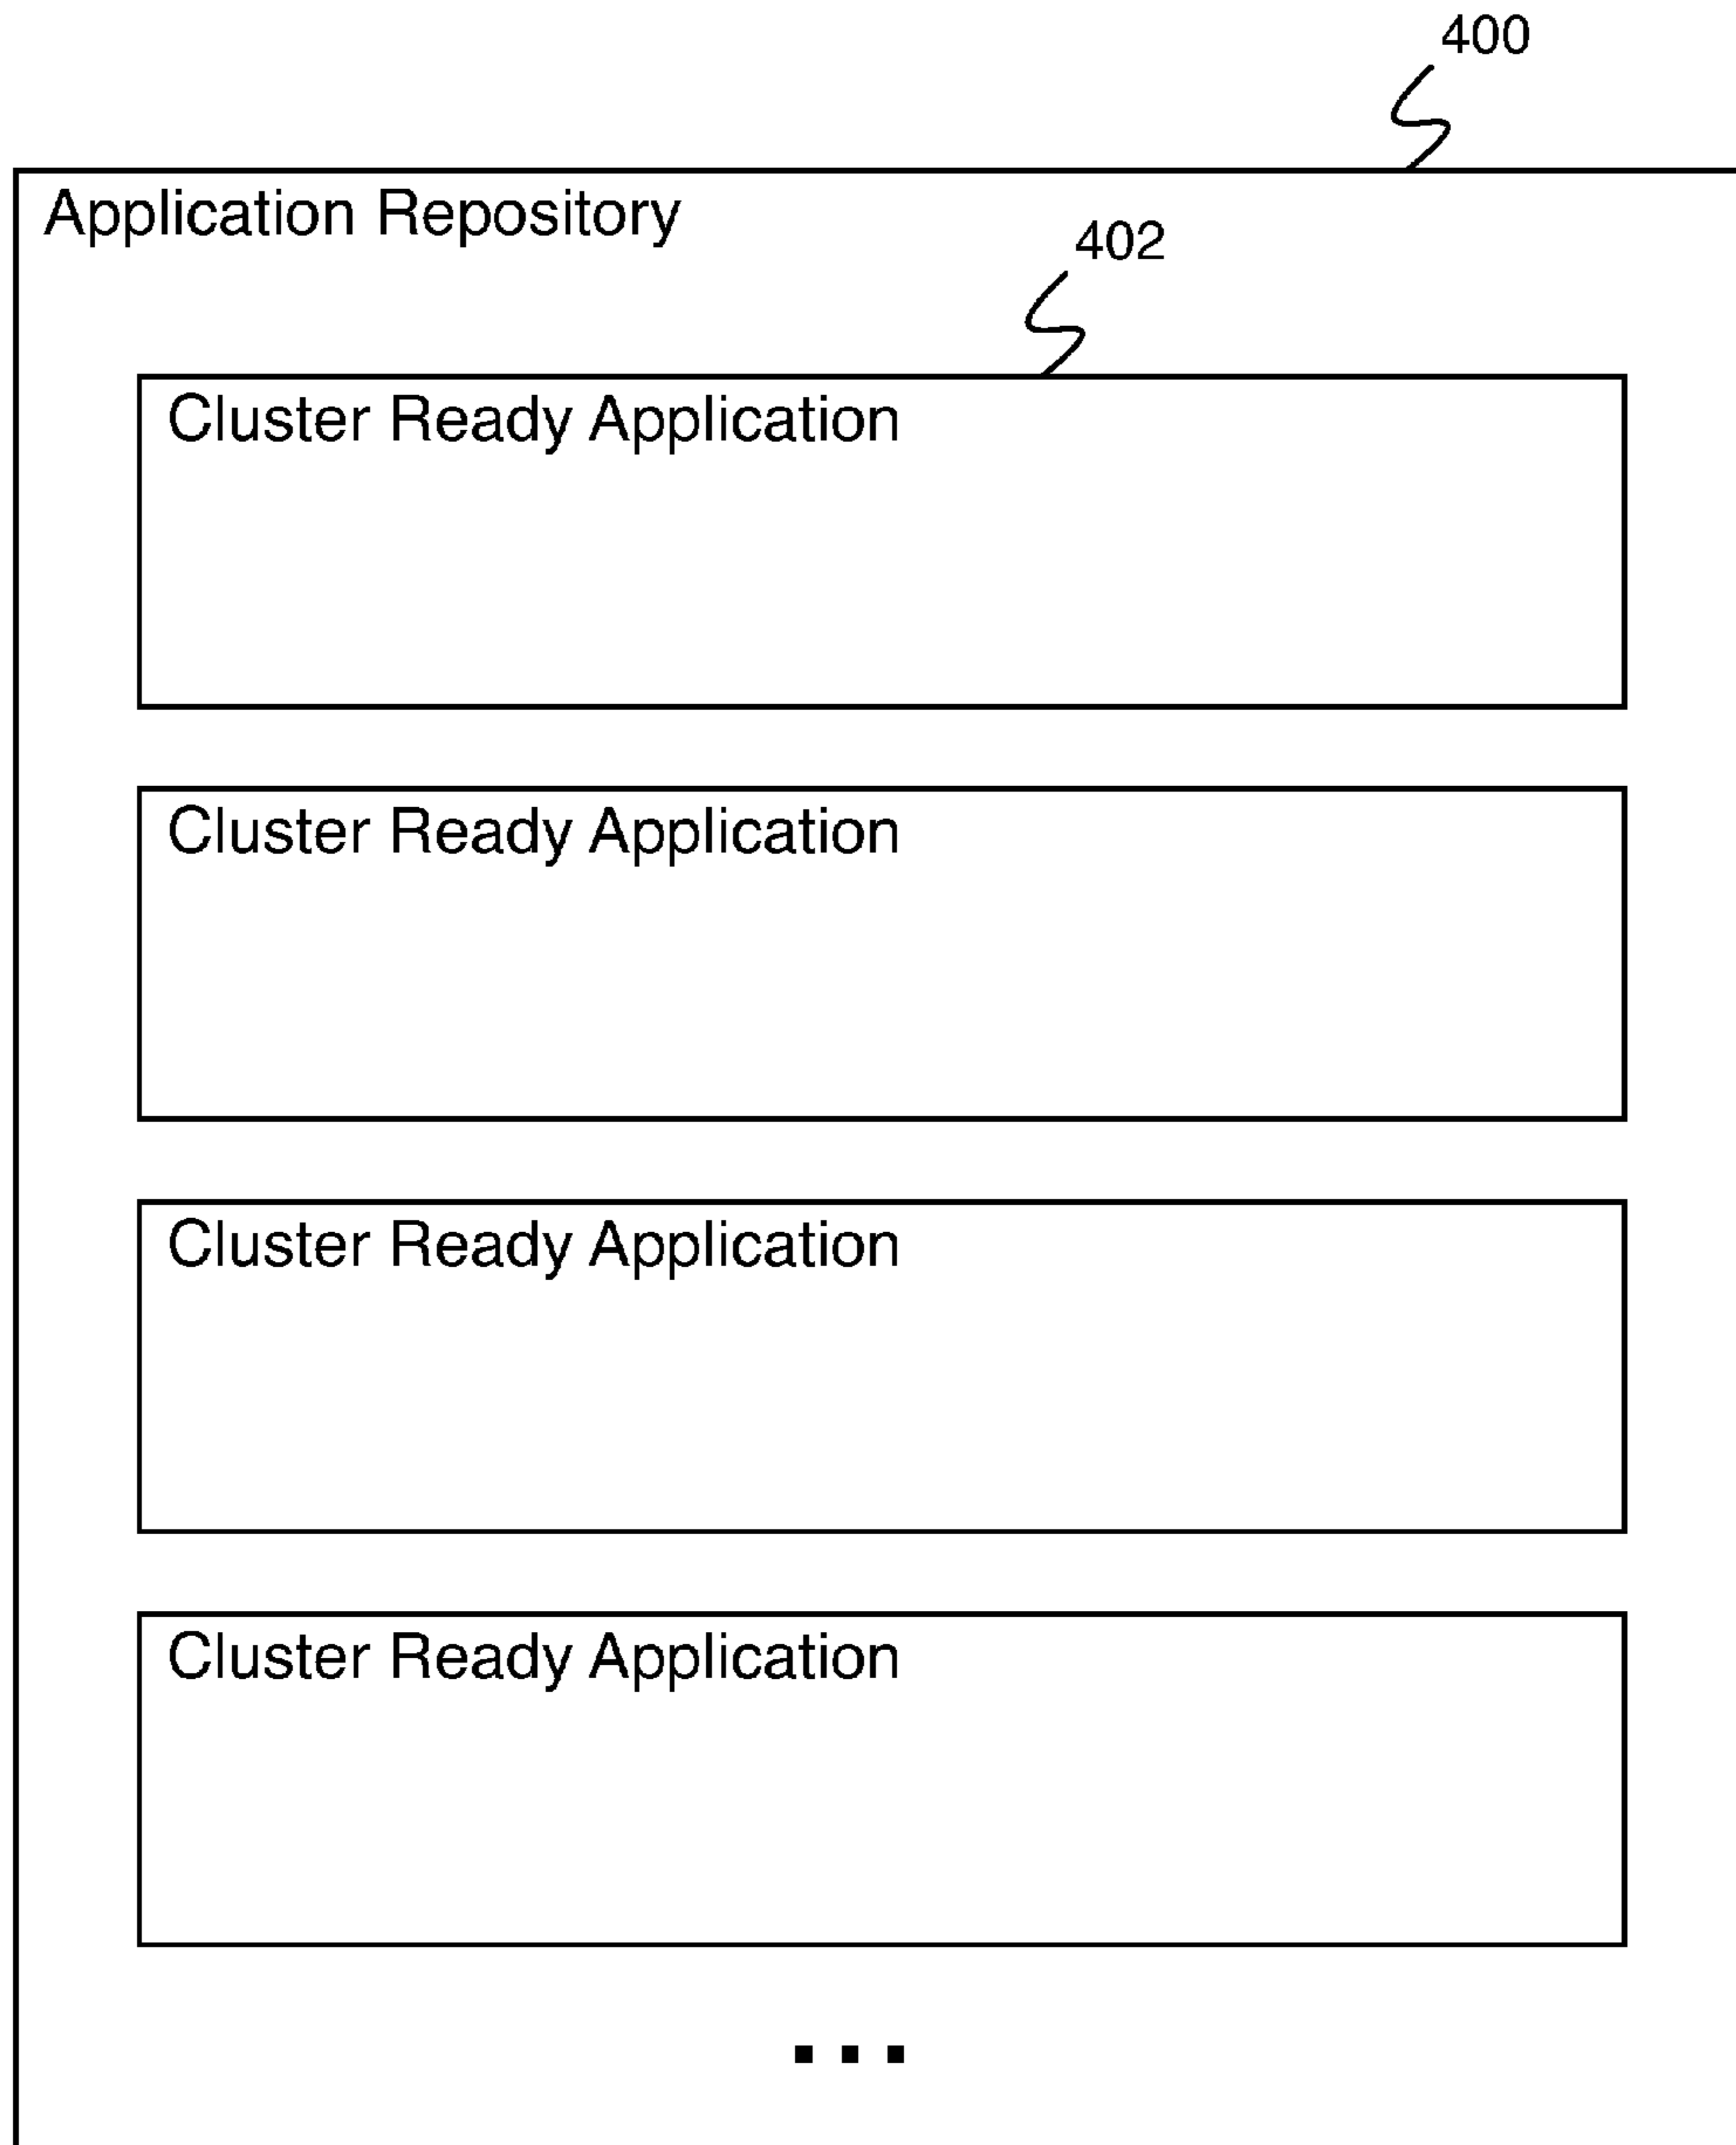 400
Application Repository
402
Cluster Ready Application
Cluster Ready Application
Cluster Ready Application
Cluster Ready Application
...